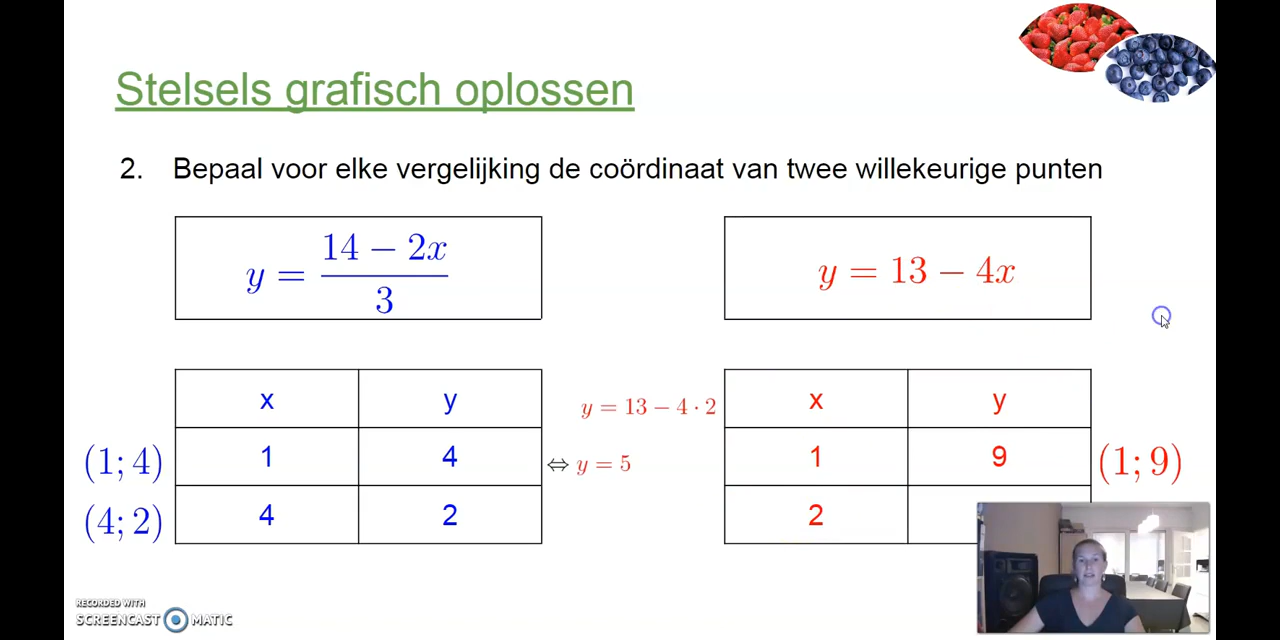 Stelsels grafisch oplossen
2. Bepaal voor elke vergelijking de coördinaat van twee willekeurige punten
y = \frac{14 - 2x}{3}
y = 13 - 4x
x y
(1; 4) 1 4
(4; 2) 4 2
y = 13 - 4 · 2
⇔ y = 5
x y
1 9 (1; 9)
2
RECORDED WITH
SCREENCAST MATIC